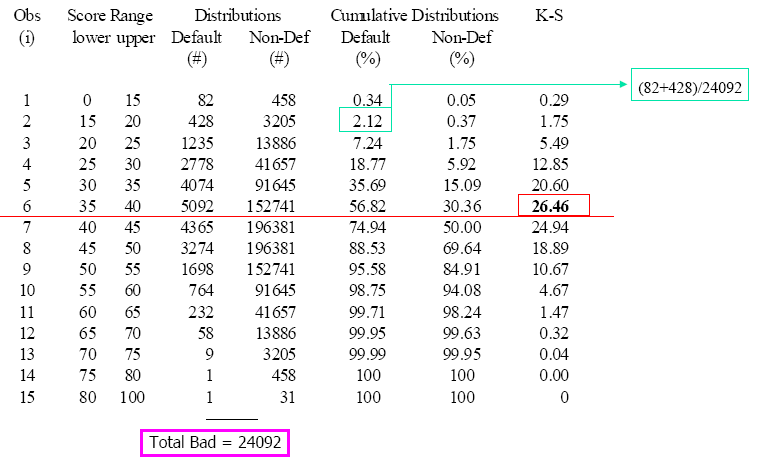 Obs Score Range Distributions Cumulative Distributions K-S
(i) lower upper Default Non-Def Default Non-Def
(#) (#) (%) (%)
(82+428)/24092
1 0 15 82 458 0.34 0.05 0.29
2 15 20 428 3205 2.12 0.37 1.75
3 20 25 1235 13886 7.24 1.75 5.49
4 25 30 2778 41657 18.77 5.92 12.85
5 30 35 4074 91645 35.69 15.09 20.60
6 35 40 5092 152741 56.82 30.36 26.46
7 40 45 4365 196381 74.94 50.00 24.94
8 45 50 3274 196381 88.53 69.64 18.89
9 50 55 1698 152741 95.58 84.91 10.67
10 55 60 764 91645 98.75 94.08 4.67
11 60 65 232 41657 99.71 98.24 1.47
12 65 70 58 13886 99.95 99.63 0.32
13 70 75 9 3205 99.99 99.95 0.04
14 75 80 1 458 100 100 0.00
15 80 100 1 31 100 100 0
Total Bad = 24092